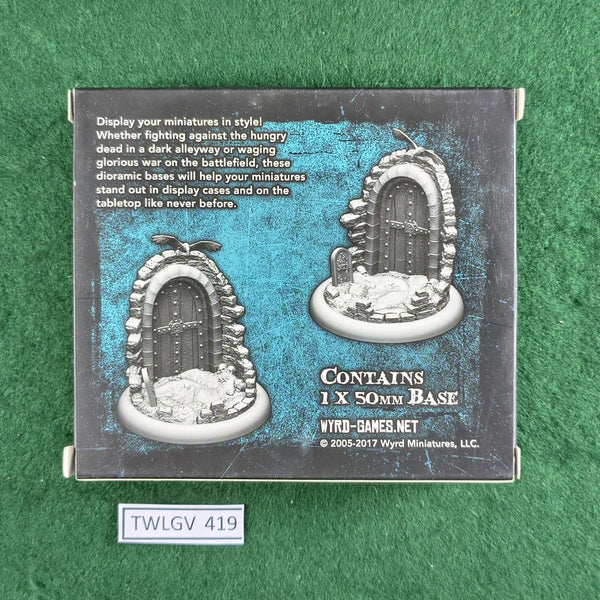 Display your miniatures in style!
Whether fighting against the hungry
dead in a dark alleyway or waging
glorious war on the battlefield, these
dioramic bases will help your miniatures
stand out in display cases and on the
tabletop like never before.
Contains
1 x 50mm Base
WYRD-GAMES.NET
© 2005-2017 Wyrd Miniatures, LLC.
TWLGV 419